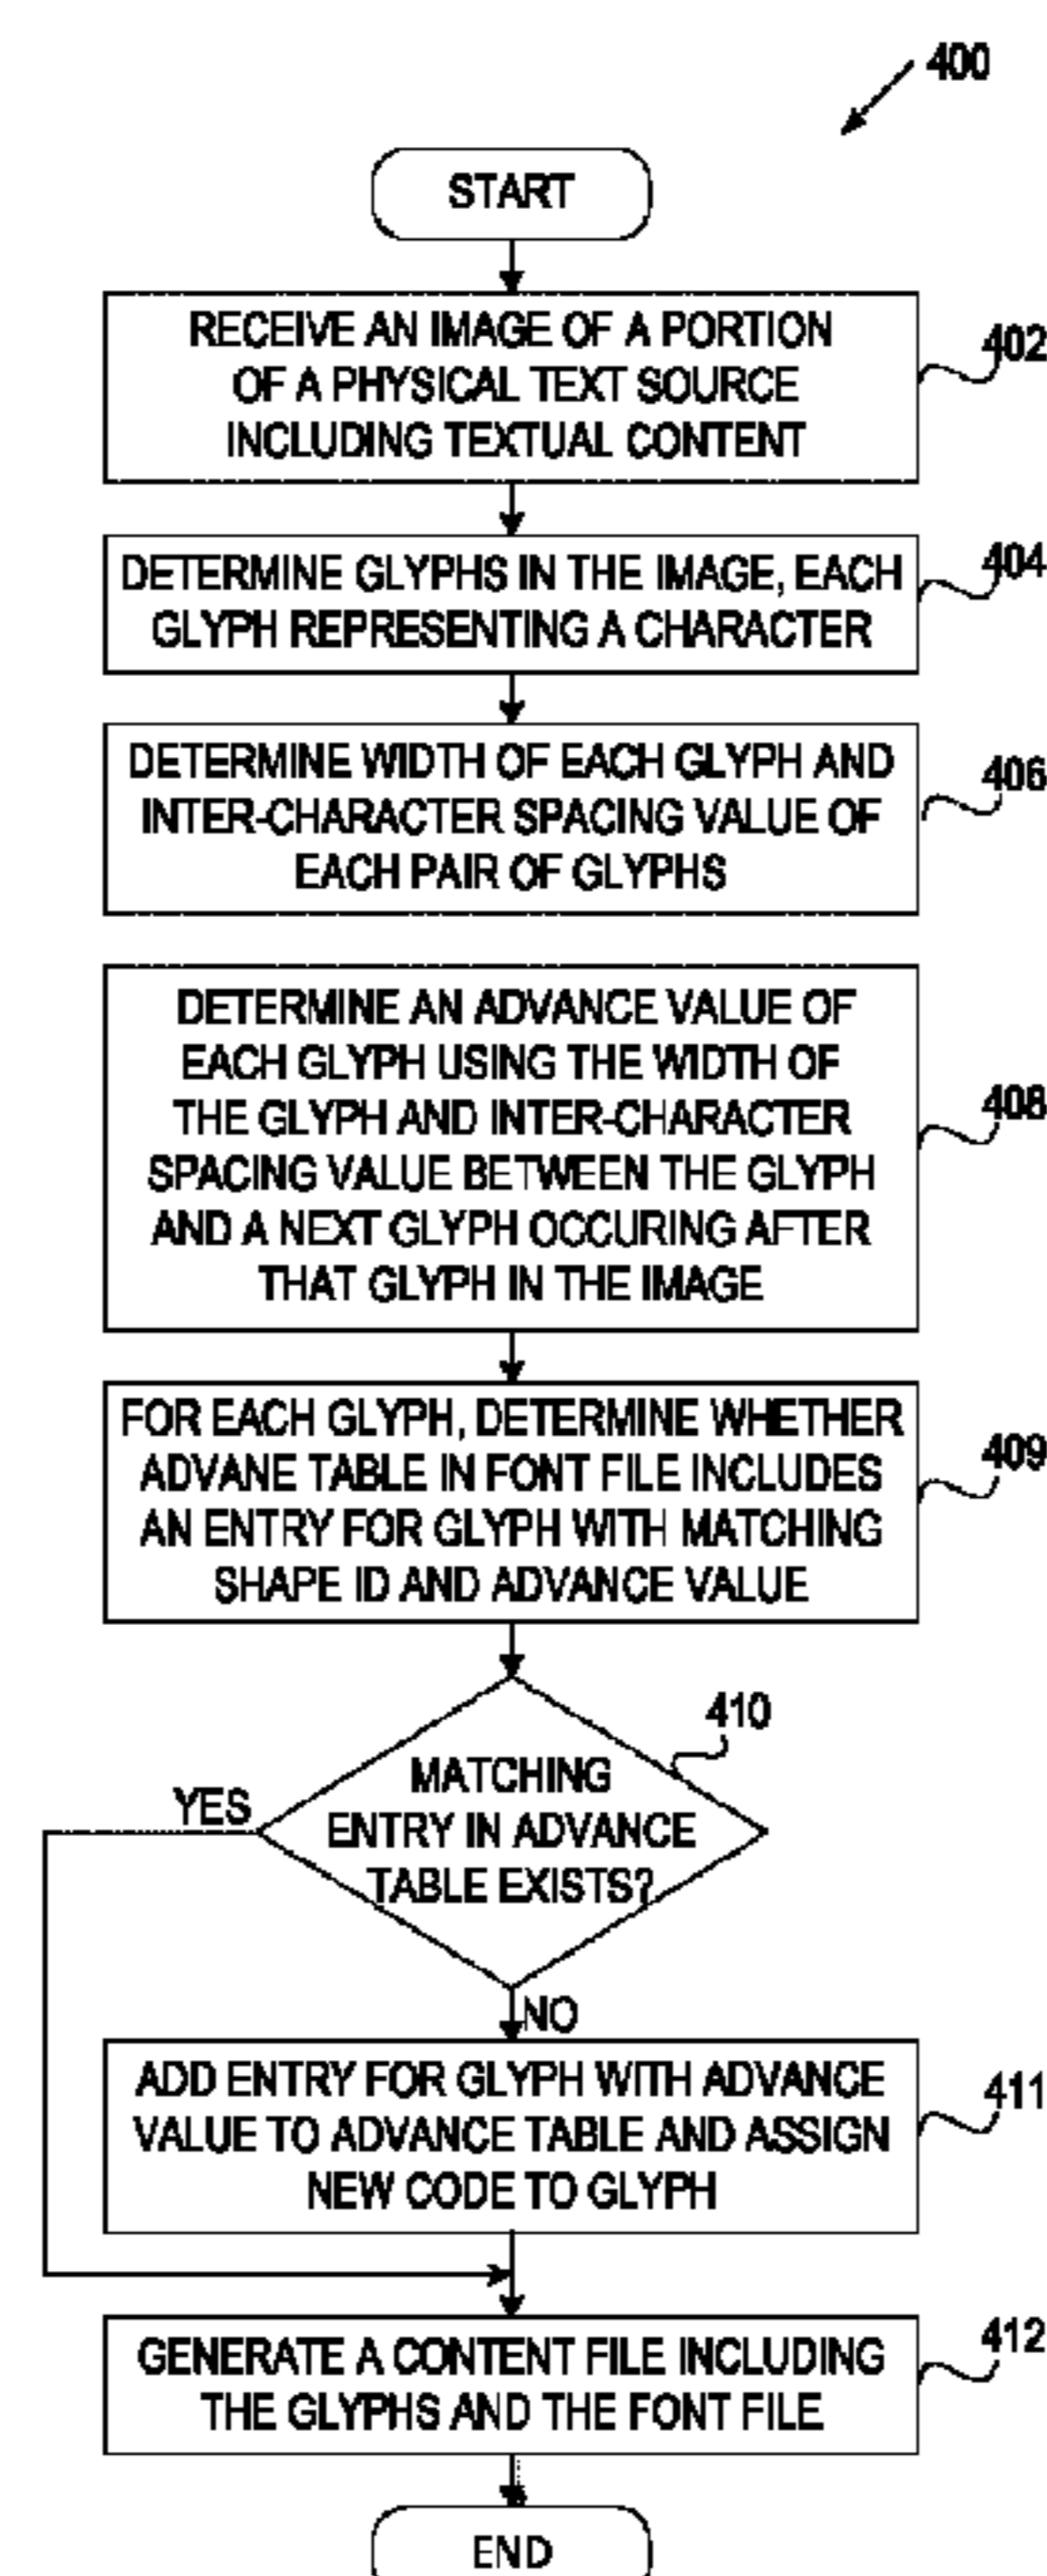 400
START
RECEIVE AN IMAGE OF A PORTION
OF A PHYSICAL TEXT SOURCE
INCLUDING TEXTUAL CONTENT
402
DETERMINE GLYPHS IN THE IMAGE, EACH
GLYPH REPRESENTING A CHARACTER
404
DETERMINE WIDTH OF EACH GLYPH AND
INTER-CHARACTER SPACING VALUE OF
EACH PAIR OF GLYPHS
406
DETERMINE AN ADVANCE VALUE OF
EACH GLYPH USING THE WIDTH OF
THE GLYPH AND INTER-CHARACTER
SPACING VALUE BETWEEN THE GLYPH
AND A NEXT GLYPH OCCURING AFTER
THAT GLYPH IN THE IMAGE
408
FOR EACH GLYPH, DETERMINE WHETHER
ADVANE TABLE IN FONT FILE INCLUDES
AN ENTRY FOR GLYPH WITH MATCHING
SHAPE ID AND ADVANCE VALUE
409
410
MATCHING
ENTRY IN ADVANCE
TABLE EXISTS?
YES
NO
ADD ENTRY FOR GLYPH WITH ADVANCE
VALUE TO ADVANCE TABLE AND ASSIGN
NEW CODE TO GLYPH
411
GENERATE A CONTENT FILE INCLUDING
THE GLYPHS AND THE FONT FILE
412
END